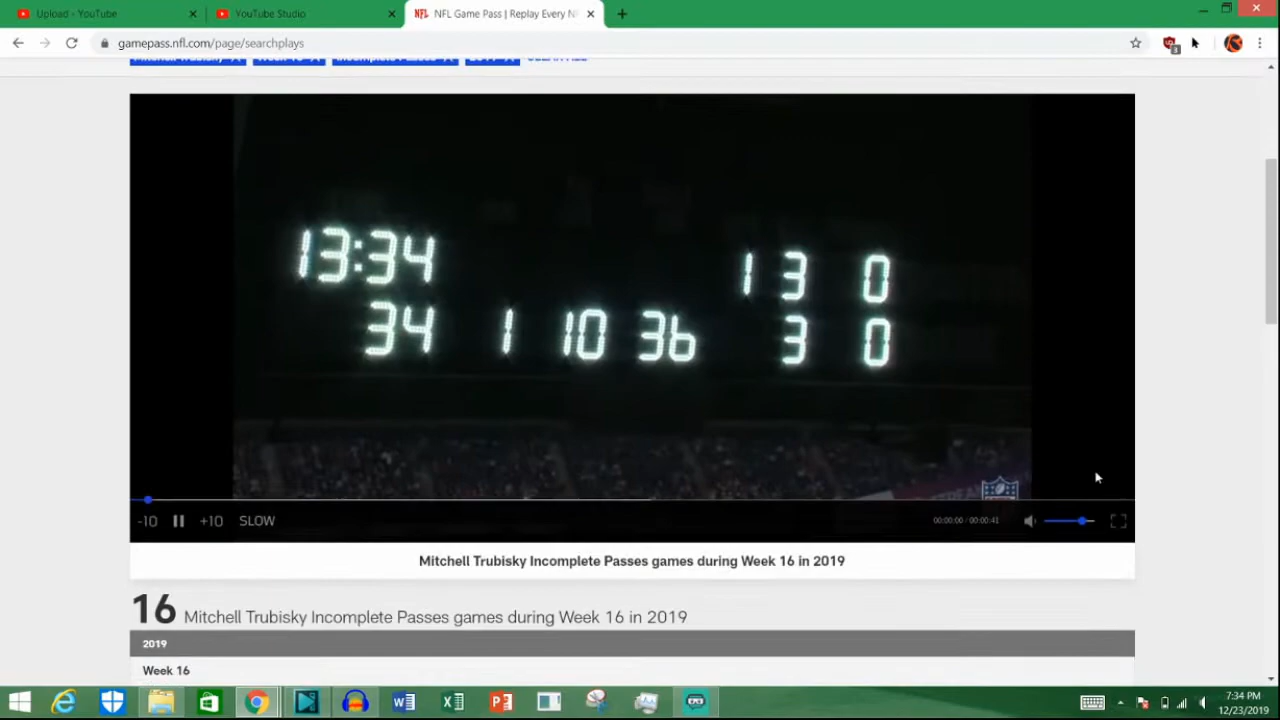 Upload - YouTube
YouTube Studio
NFL Game Pass | Replay Every N
gamepass.nfl.com/page/searchplays
3
13:34
1 3 0
34 1 10 36
3 0
-10
+10
SLOW
00:00:00 / 00:00:41
Mitchell Trubisky Incomplete Passes games during Week 16 in 2019
16 Mitchell Trubisky Incomplete Passes games during Week 16 in 2019
2019
Week 16
7:34 PM
12/23/2019